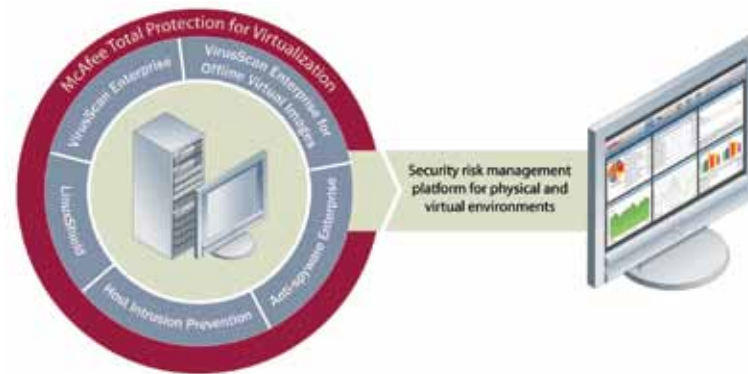 McAfee Total Protection for Virtualization
VirusScan Enterprise
VirusScan Enterprise for
Offline Virtual Images
LinuxShield
Host Intrusion Prevention
Anti-spyware Enterprise
Security risk management
platform for physical and
virtual environments